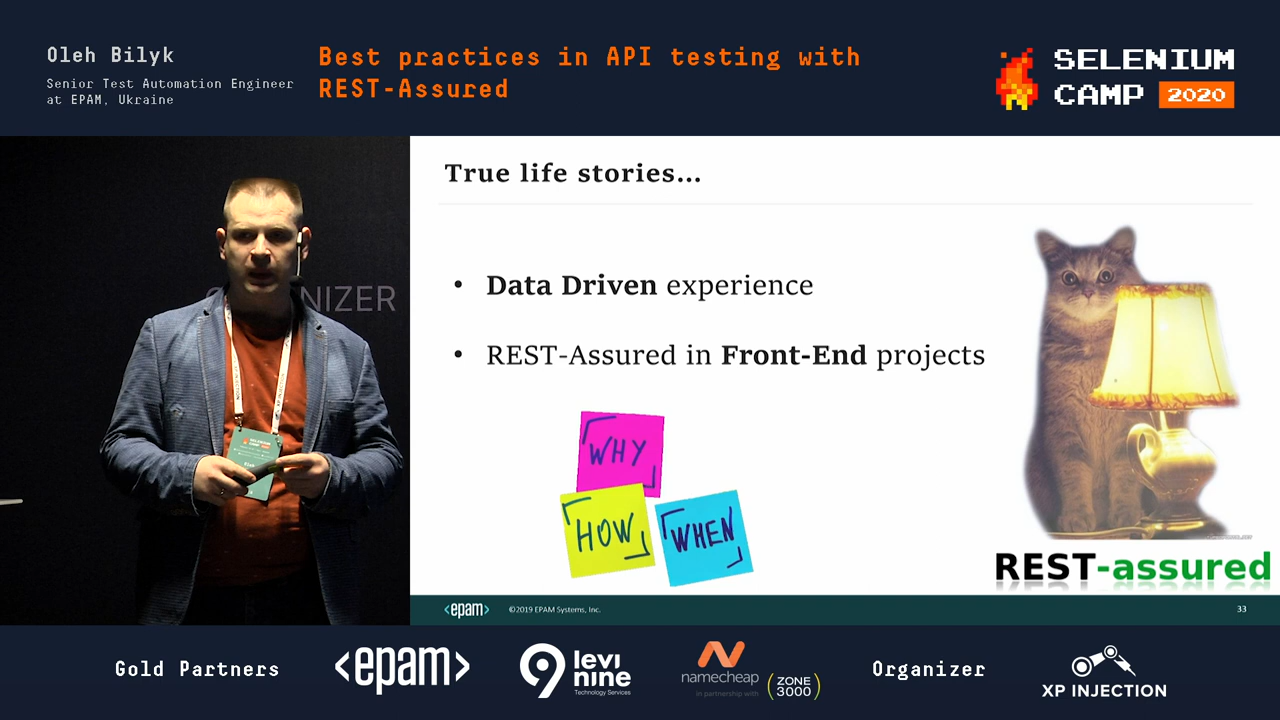 Oleh Bilyk
Senior Test Automation Engineer
at EPAM, Ukraine
Best practices in API testing with
REST-Assured
SELENIUM
CAMP 2020
NIZER
True life stories...
• Data Driven experience
• REST-Assured in Front-End projects
WHY
HOW
WHEN
REST-assured
<epam> ©2019 EPAM Systems, Inc. 33
Gold Partners
<epam>
levi
nine
Technology Services
namecheap
in partnership with
ZONE
3000
Organizer
XP INJECTION